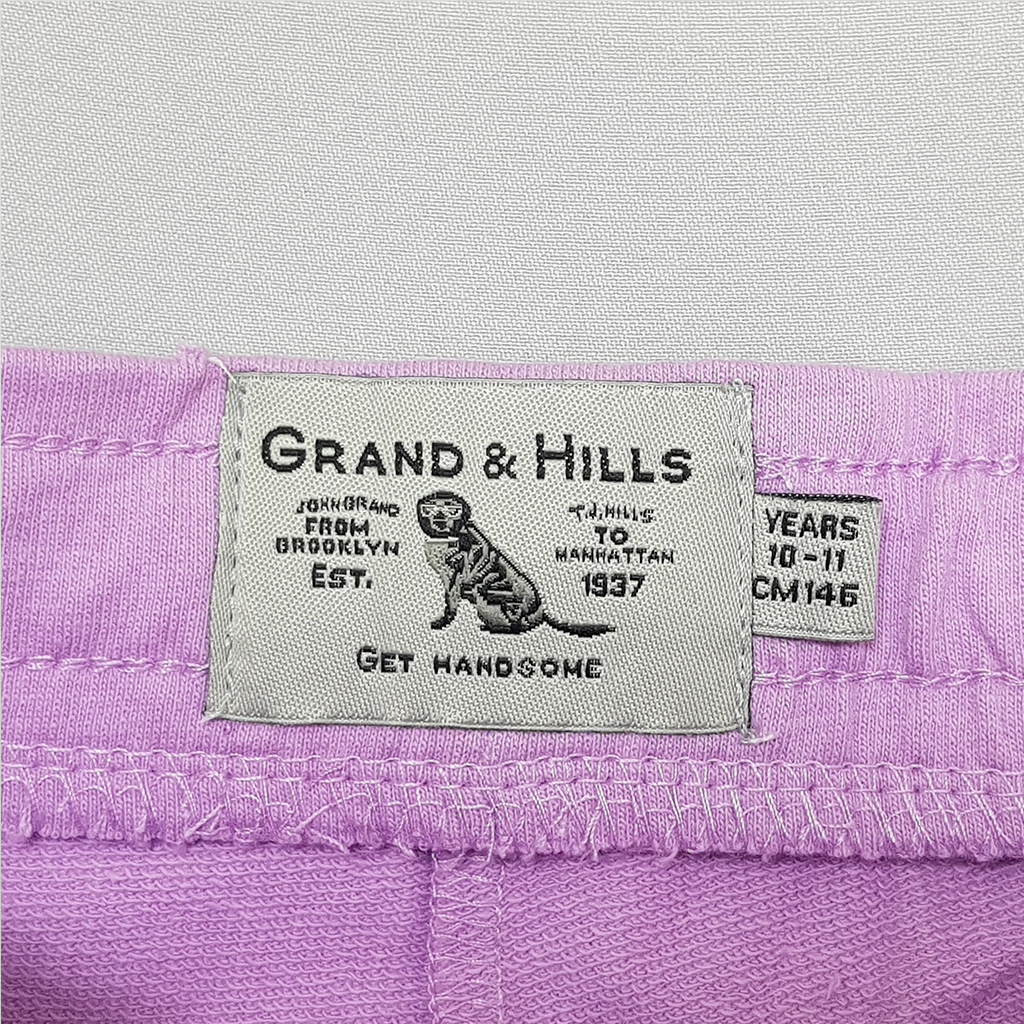 GRAND & HILLS
JOHN GRAND
FROM
BROOKLYN
EST.
T.J. HILLS
TO
MANHATTAN
1937
GET HANDSOME
YEARS
10-11
CM 146